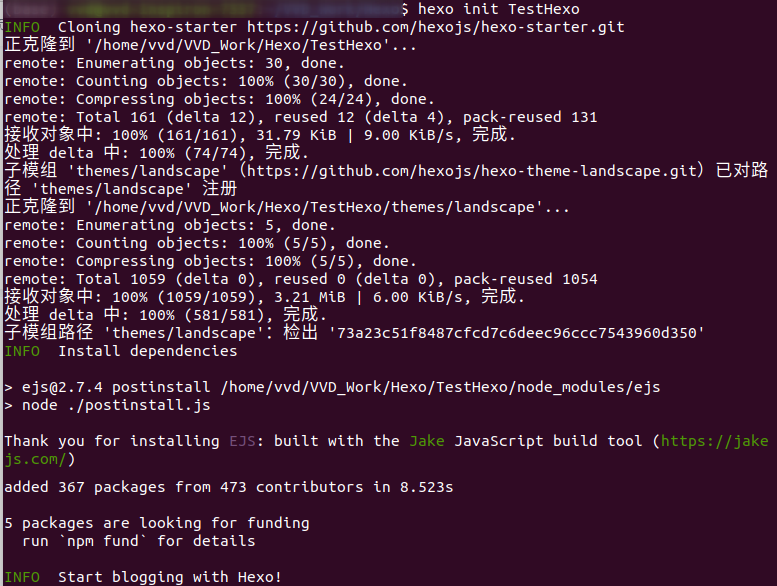 $ hexo init TestHexo
INFO  Cloning hexo-starter https://github.com/hexojs/hexo-starter.git
正克隆到 '/home/vvd/VVD_Work/Hexo/TestHexo'...
remote: Enumerating objects: 30, done.
remote: Counting objects: 100% (30/30), done.
remote: Compressing objects: 100% (24/24), done.
remote: Total 161 (delta 12), reused 12 (delta 4), pack-reused 131
接收对象中: 100% (161/161), 31.79 KiB | 9.00 KiB/s, 完成.
处理 delta 中: 100% (74/74), 完成.
子模组 'themes/landscape'（https://github.com/hexojs/hexo-theme-landscape.git）已对路
径 'themes/landscape' 注册
正克隆到 '/home/vvd/VVD_Work/Hexo/TestHexo/themes/landscape'...
remote: Enumerating objects: 5, done.
remote: Counting objects: 100% (5/5), done.
remote: Compressing objects: 100% (5/5), done.
remote: Total 1059 (delta 0), reused 0 (delta 0), pack-reused 1054
接收对象中: 100% (1059/1059), 3.21 MiB | 6.00 KiB/s, 完成.
处理 delta 中: 100% (581/581), 完成.
子模组路径 'themes/landscape'：检出 '73a23c51f8487cfcd7c6deec96ccc7543960d350'
INFO  Install dependencies
> ejs@2.7.4 postinstall /home/vvd/VVD_Work/Hexo/TestHexo/node_modules/ejs
> node ./postinstall.js
Thank you for installing EJS: built with the Jake JavaScript build tool (https://jake
js.com/)
added 367 packages from 473 contributors in 8.523s
5 packages are looking for funding
  run `npm fund` for details
INFO  Start blogging with Hexo!